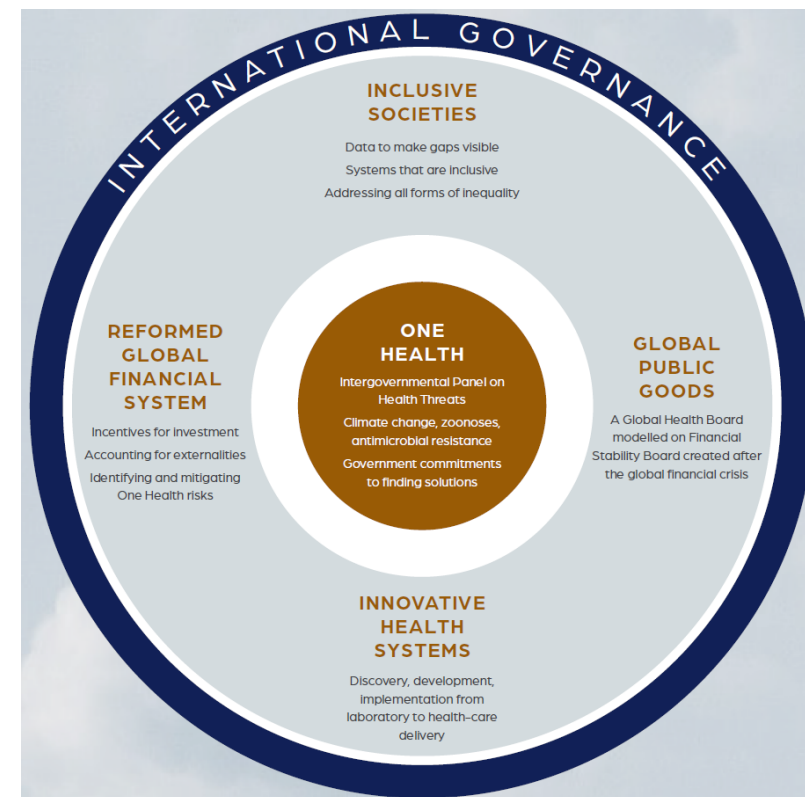 INTERNATIONAL GOVERNANCE
INCLUSIVE
SOCIETIES
Data to make gaps visible
Systems that are inclusive
Addressing all forms of inequality
REFORMED
GLOBAL
FINANCIAL
SYSTEM
Incentives for investment
Accounting for externalities
Identifying and mitigating
One Health risks
ONE
HEALTH
Intergovernmental Panel on
Health Threats
Climate change, zoonoses,
antimicrobial resistance
Government commitments
to finding solutions
GLOBAL
PUBLIC
GOODS
A Global Health Board
modelled on Financial
Stability Board created after
the global financial crisis
INNOVATIVE
HEALTH
SYSTEMS
Discovery, development,
implementation from
laboratory to health-care
delivery